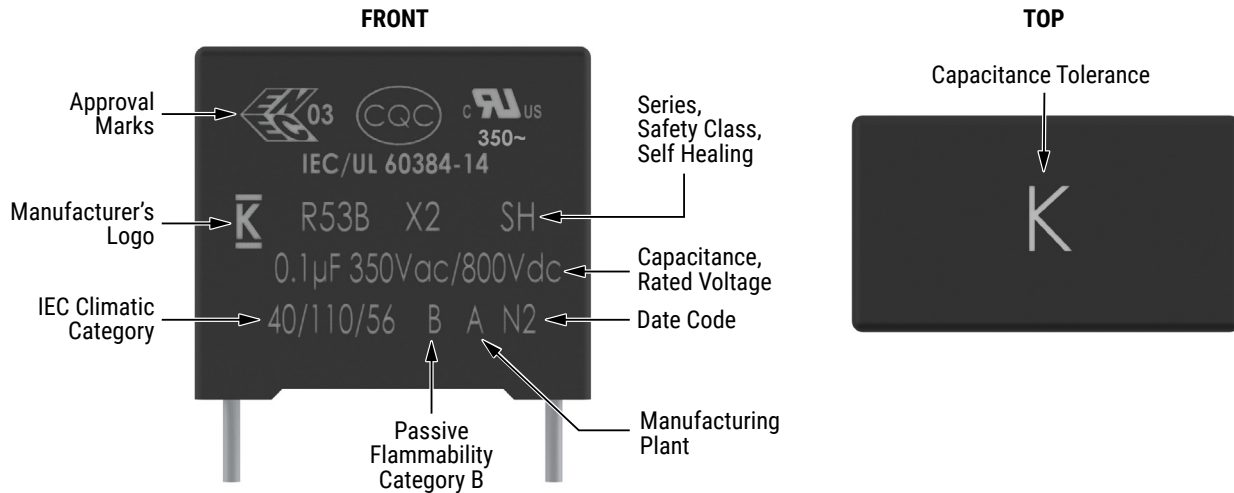 FRONT
TOP
Approval
Marks
ENEC 03
CQC
c RU US
350~
IEC/UL 60384-14
Series,
Safety Class,
Self Healing
Capacitance Tolerance
K
Manufacturer's
Logo
K R53B X2 SH
0.1µF 350Vac/800Vdc
Capacitance,
Rated Voltage
IEC Climatic
Category
40/110/56 B A N2
Date Code
Passive
Flammability
Category B
Manufacturing
Plant